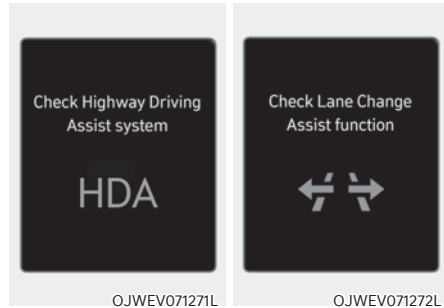 Check Highway Driving
Assist system
HDA
OJWEV071271L
Check Lane Change
Assist function
OJWEV071272L